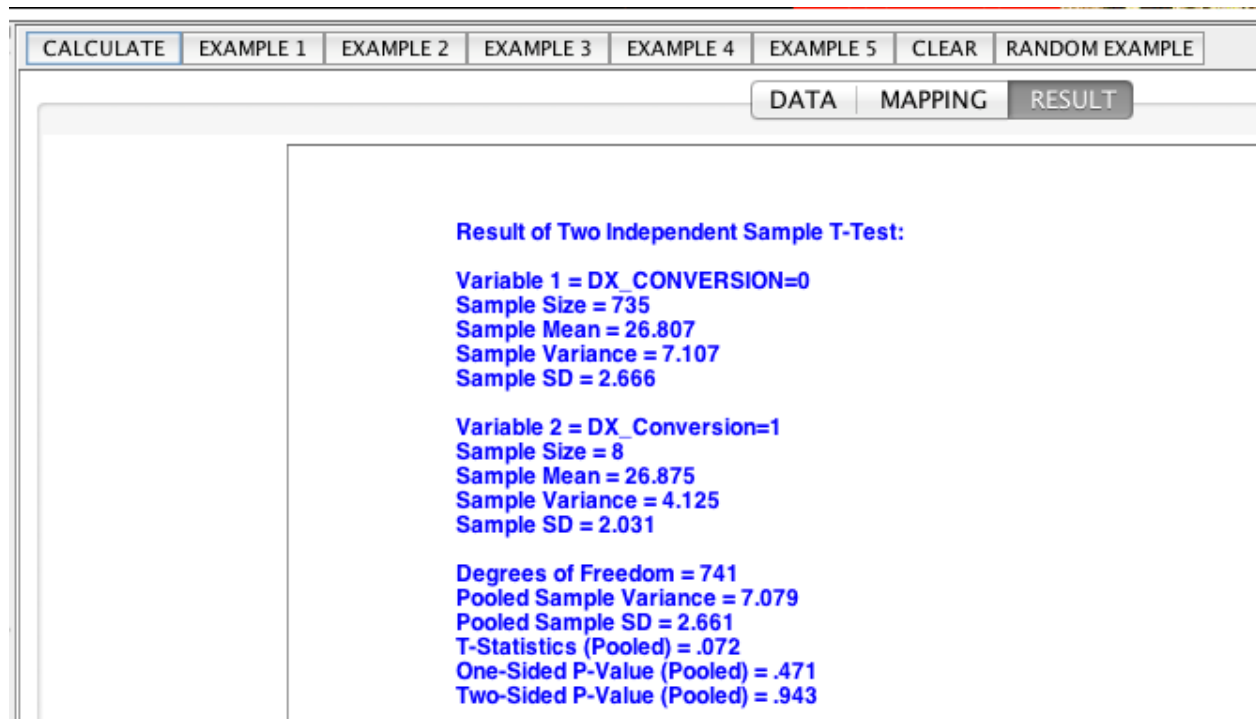 CALCULATE EXAMPLE 1 EXAMPLE 2 EXAMPLE 3 EXAMPLE 4 EXAMPLE 5 CLEAR RANDOM EXAMPLE
DATA MAPPING RESULT
Result of Two Independent Sample T-Test:
Variable 1 = DX_CONVERSION=0
Sample Size = 735
Sample Mean = 26.807
Sample Variance = 7.107
Sample SD = 2.666
Variable 2 = DX_Conversion=1
Sample Size = 8
Sample Mean = 26.875
Sample Variance = 4.125
Sample SD = 2.031
Degrees of Freedom = 741
Pooled Sample Variance = 7.079
Pooled Sample SD = 2.661
T-Statistics (Pooled) = .072
One-Sided P-Value (Pooled) = .471
Two-Sided P-Value (Pooled) = .943